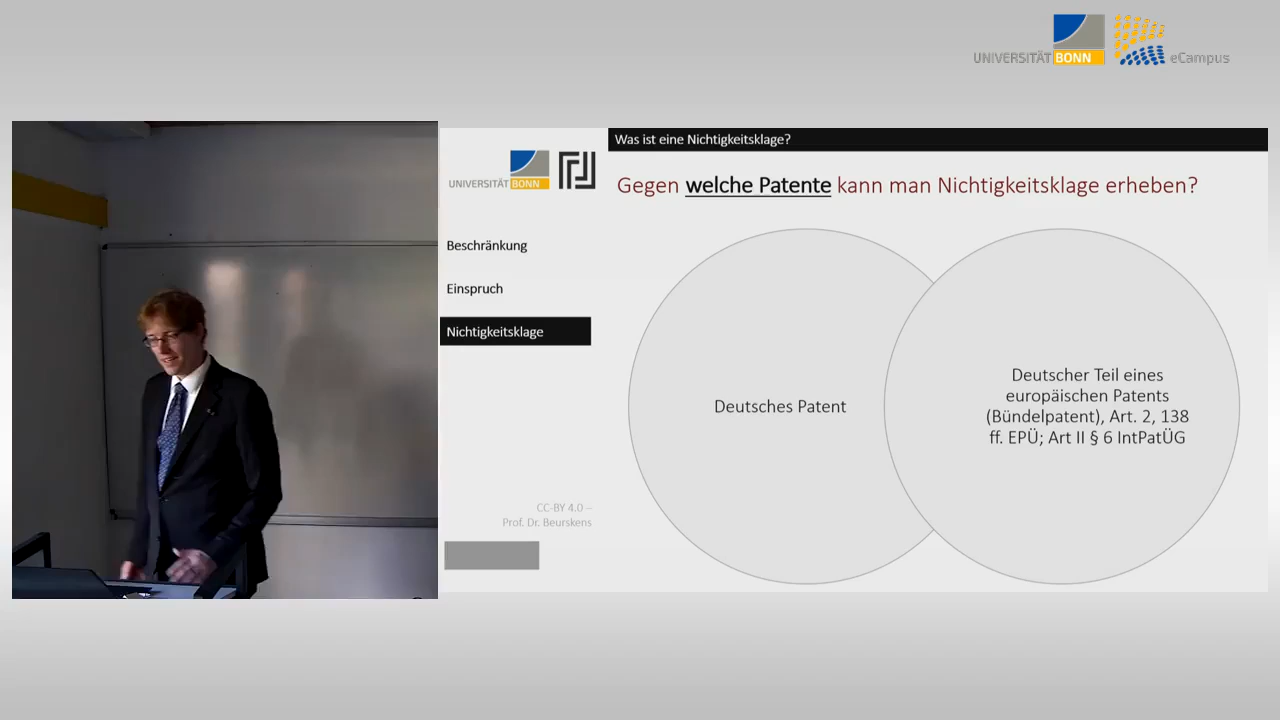 UNIVERSITÄT BONN eCampus
Was ist eine Nichtigkeitsklage?
UNIVERSITÄT BONN
Gegen welche Patente kann man Nichtigkeitsklage erheben?
Beschränkung
Einspruch
Nichtigkeitsklage
Deutsches Patent
Deutscher Teil eines
europäischen Patents
(Bündelpatent), Art. 2, 138
ff. EPÜ; Art II § 6 IntPatÜG
CC-BY 4.0 –
Prof. Dr. Beurskens